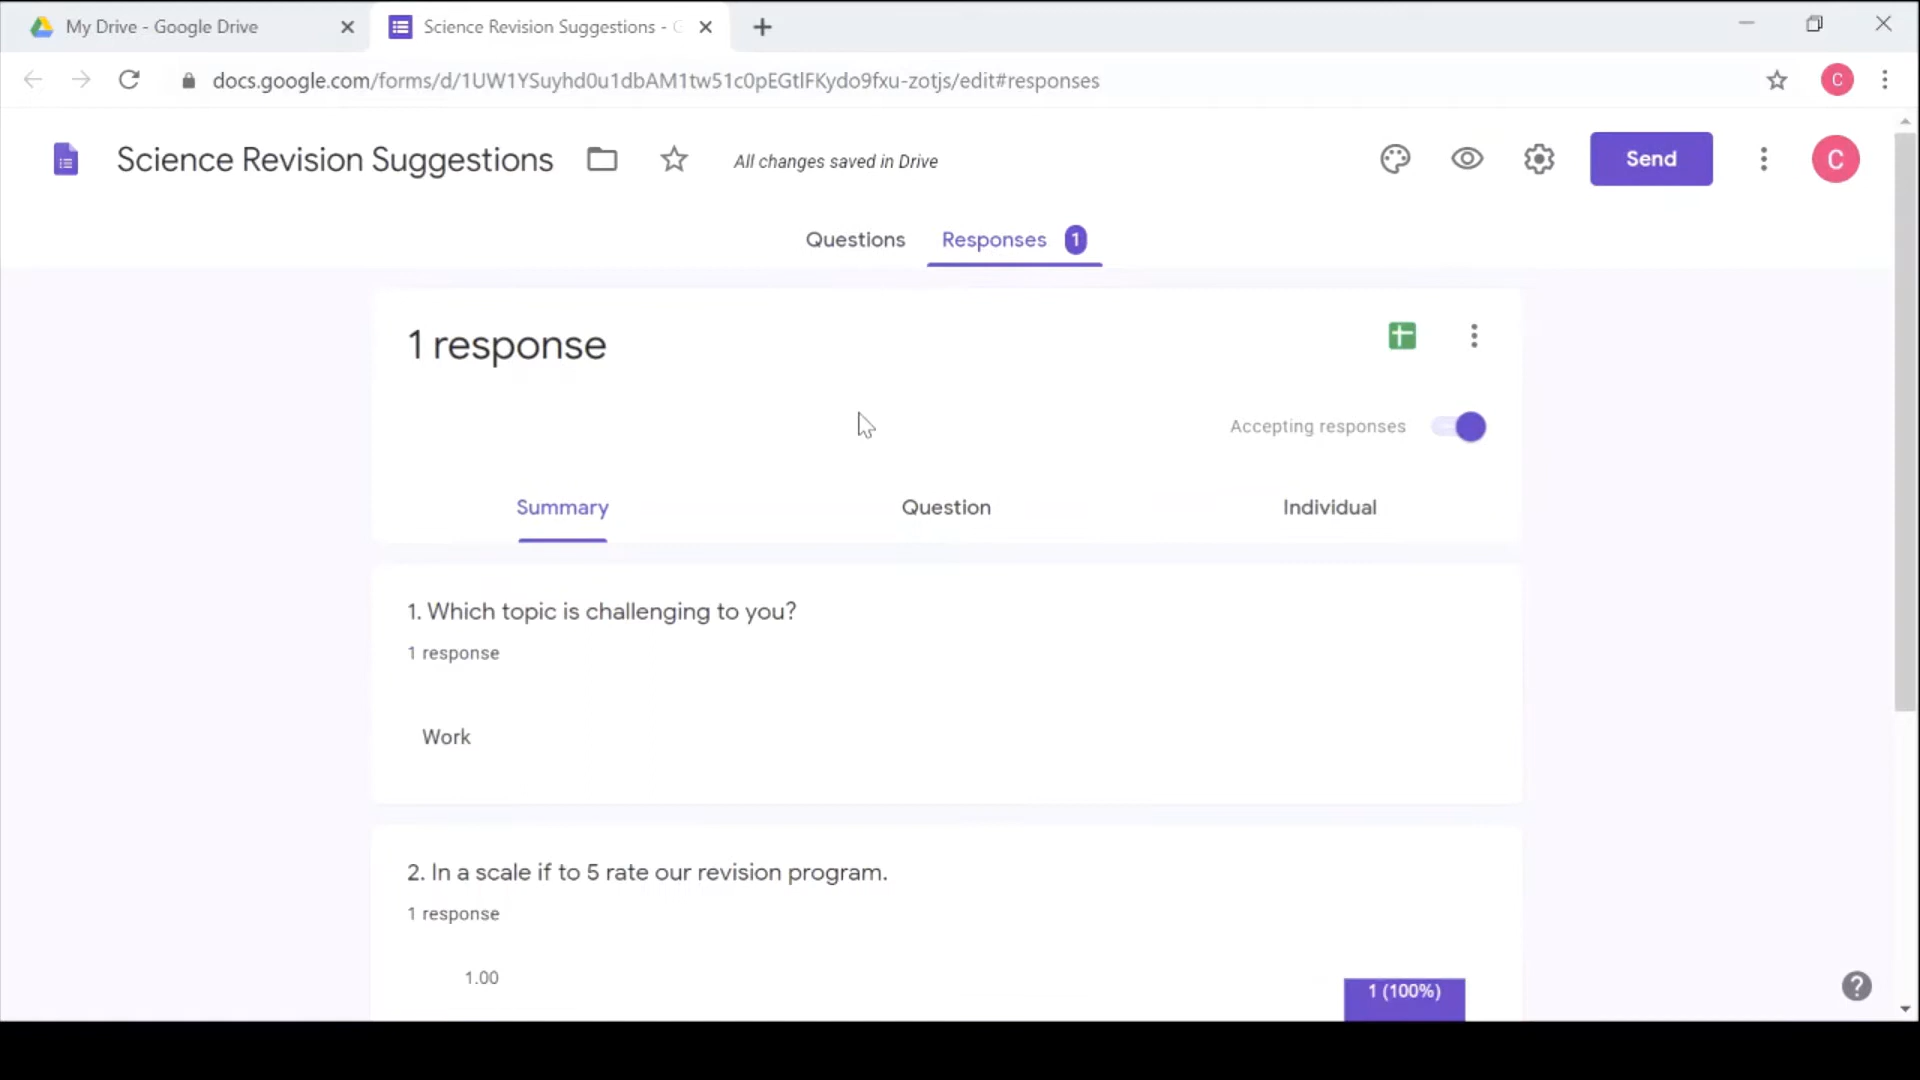 My Drive - Google Drive
Science Revision Suggestions - G
docs.google.com/forms/d/1UW1YSuyhd0u1dbAM1tw51c0pEGtlFKydo9fxu-zotjs/edit#responses
C
Science Revision Suggestions
All changes saved in Drive
Send
C
Questions
Responses 1
1 response
Accepting responses
Summary
Question
Individual
1. Which topic is challenging to you?
1 response
Work
2. In a scale if to 5 rate our revision program.
1 response
1.00
1 (100%)